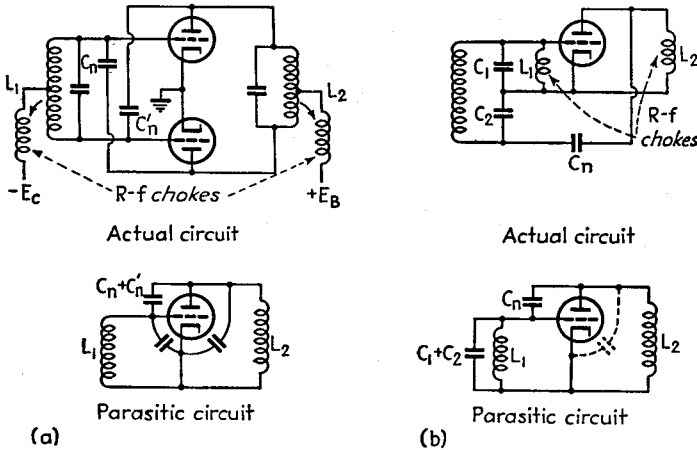 Cn
L1
C'n
L2
-EC
R-f chokes
+EB
Actual circuit
Cn+C'n
L1
L2
Parasitic circuit
(a)
C1
L1
L2
C2
R-f
chokes
Cn
Actual circuit
Cn
C1+C2
L1
L2
Parasitic circuit
(b)